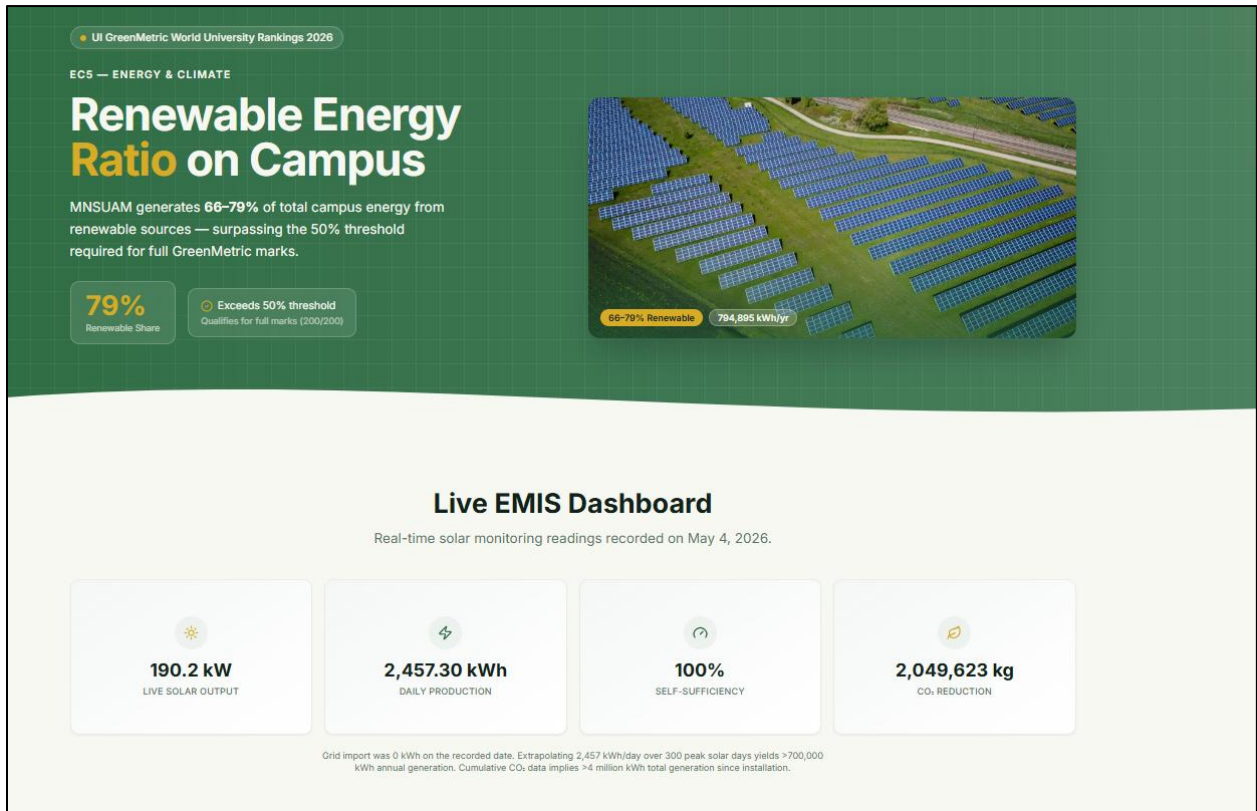 UI GreenMetric World University Rankings 2026
EC5 — ENERGY & CLIMATE
Renewable Energy
Ratio on Campus
MNSUAM generates 66–79% of total campus energy from
renewable sources — surpassing the 50% threshold
required for full GreenMetric marks.
79%
Renewable Share
Exceeds 50% threshold
Qualifies for full marks (200/200)
66–79% Renewable
794,895 kWh/yr
Live EMIS Dashboard
Real-time solar monitoring readings recorded on May 4, 2026.
190.2 kW
LIVE SOLAR OUTPUT
2,457.30 kWh
DAILY PRODUCTION
100%
SELF-SUFFICIENCY
2,049,623 kg
CO₂ REDUCTION
Grid import was 0 kWh on the recorded date. Extrapolating 2,457 kWh/day over 300 peak solar days yields >700,000
kWh annual generation. Cumulative CO₂ data implies >4 million kWh total generation since installation.